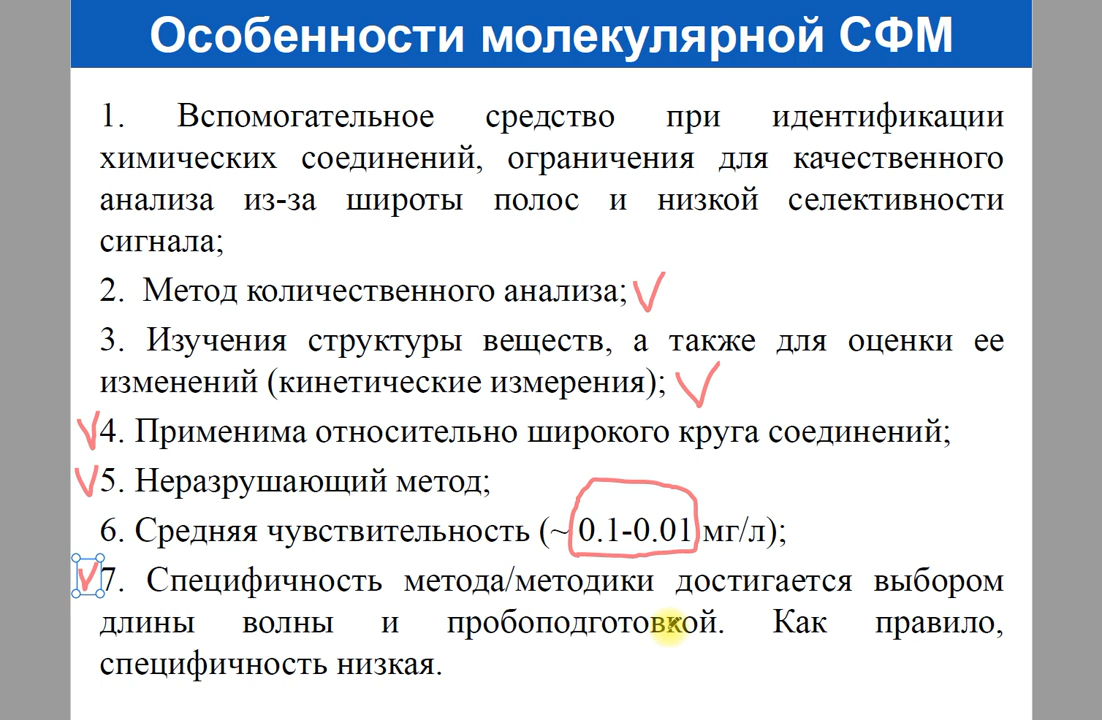 Особенности молекулярной СФМ
1. Вспомогательное средство при идентификации
химических соединений, ограничения для качественного
анализа из-за широты полос и низкой селективности
сигнала;
2. Метод количественного анализа;
3. Изучения структуры веществ, а также для оценки ее
изменений (кинетические измерения);
4. Применима относительно широкого круга соединений;
5. Неразрушающий метод;
6. Средняя чувствительность (~ 0.1-0.01 мг/л);
7. Специфичность метода/методики достигается выбором
длины волны и пробоподготовкой. Как правило,
специфичность низкая.